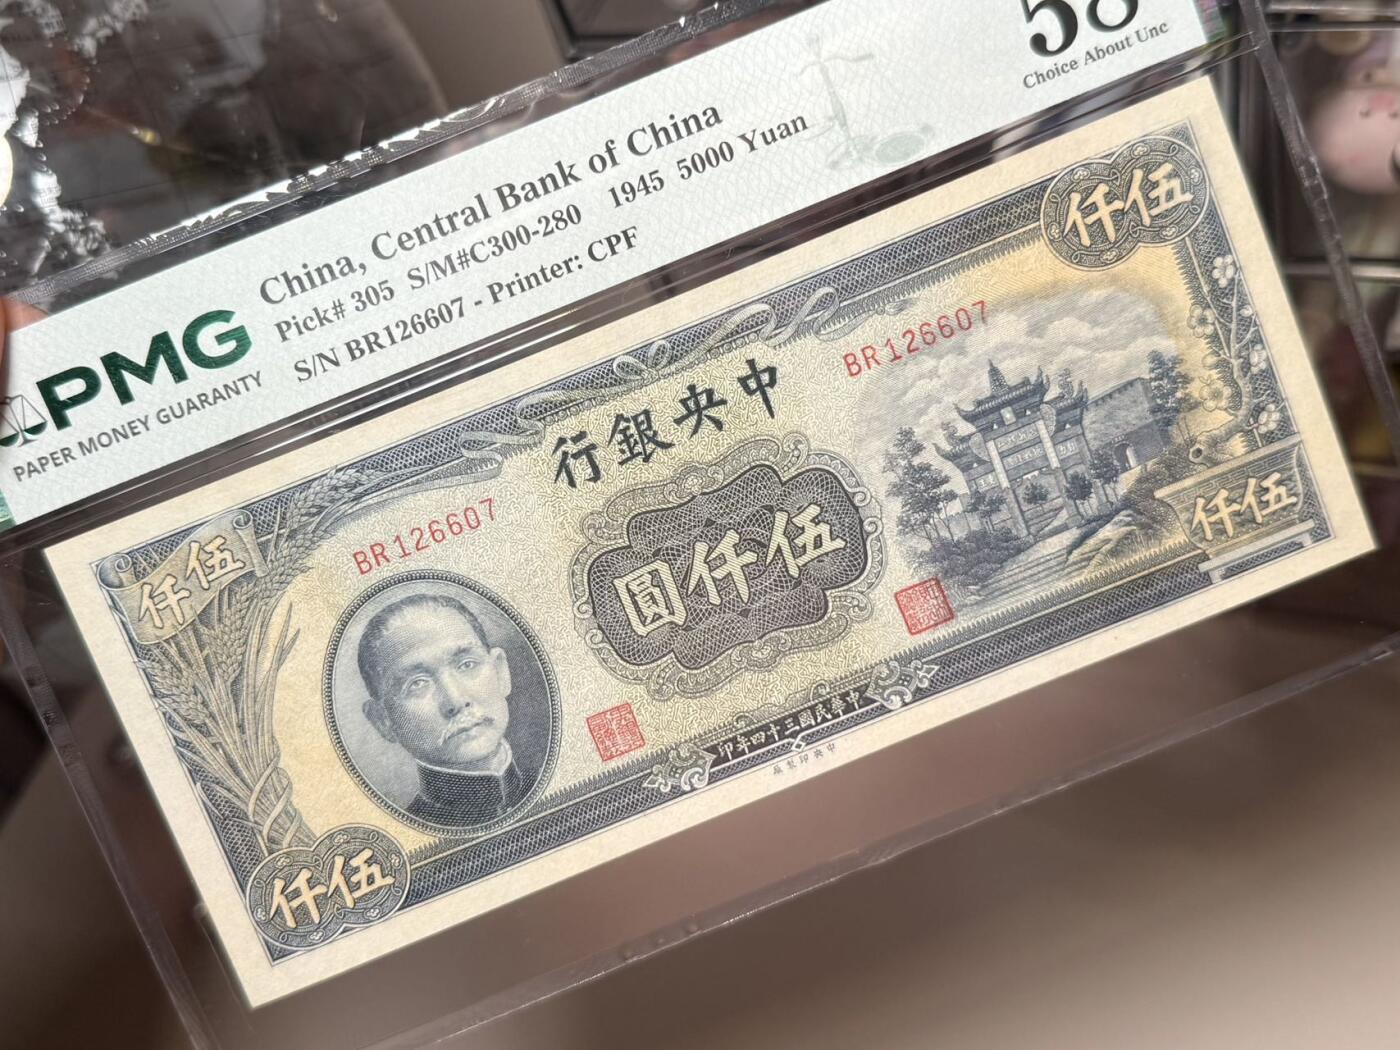 58
Choice About Unc
China, Central Bank of China
Pick# 305 S/M#C300-280 1945 5000 Yuan
S/N BR126607 - Printer: CPF
PMG
PAPER MONEY GUARANTY
仟伍
行銀央中
BR126607
BR126607
仟伍
圓仟伍
仟伍
印年四十三國民華中
廠製印央中
仟伍